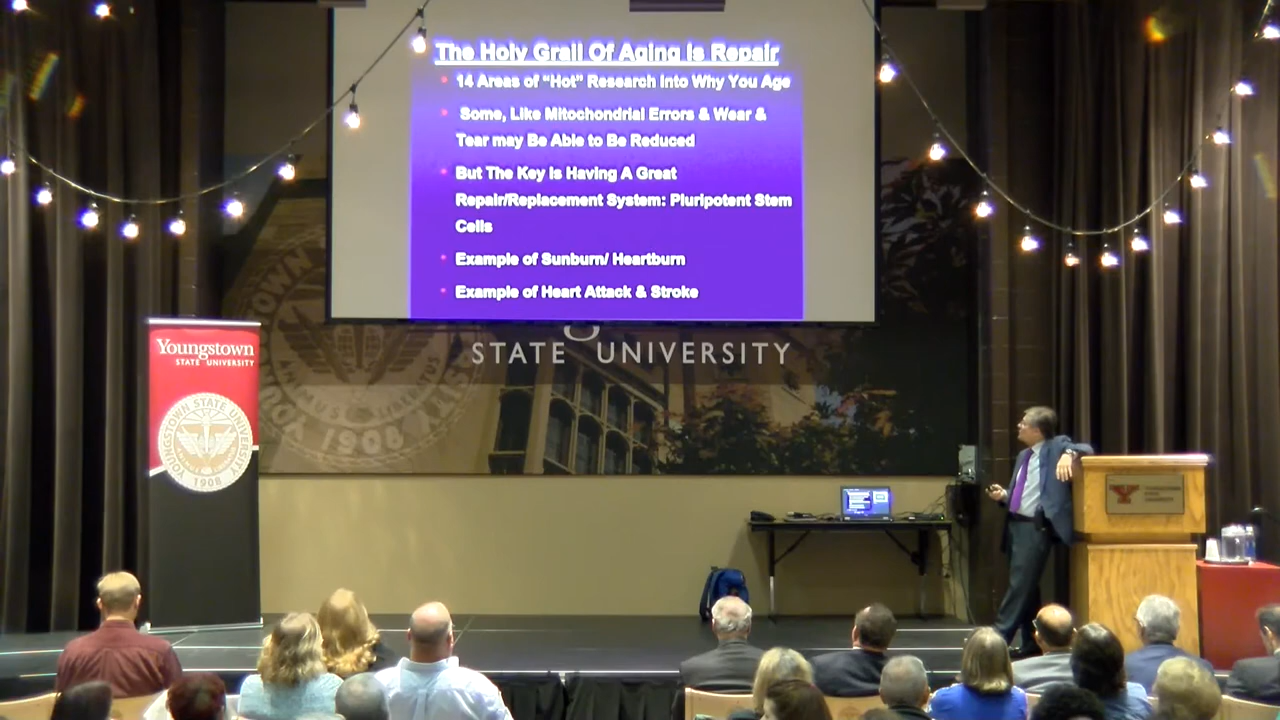 The Holy Grail Of Aging Is Repair
14 Areas of “Hot” Research into Why You Age
Some, Like Mitochondrial Errors & Wear &
Tear may Be Able to Be Reduced
But The Key Is Having A Great
Repair/Replacement System: Pluripotent Stem
Cells
Example of Sunburn/ Heartburn
Example of Heart Attack & Stroke
STATE UNIVERSITY
1908
Youngstown
STATE UNIVERSITY
YOUNGSTOWN STATE UNIVERSITY
1908